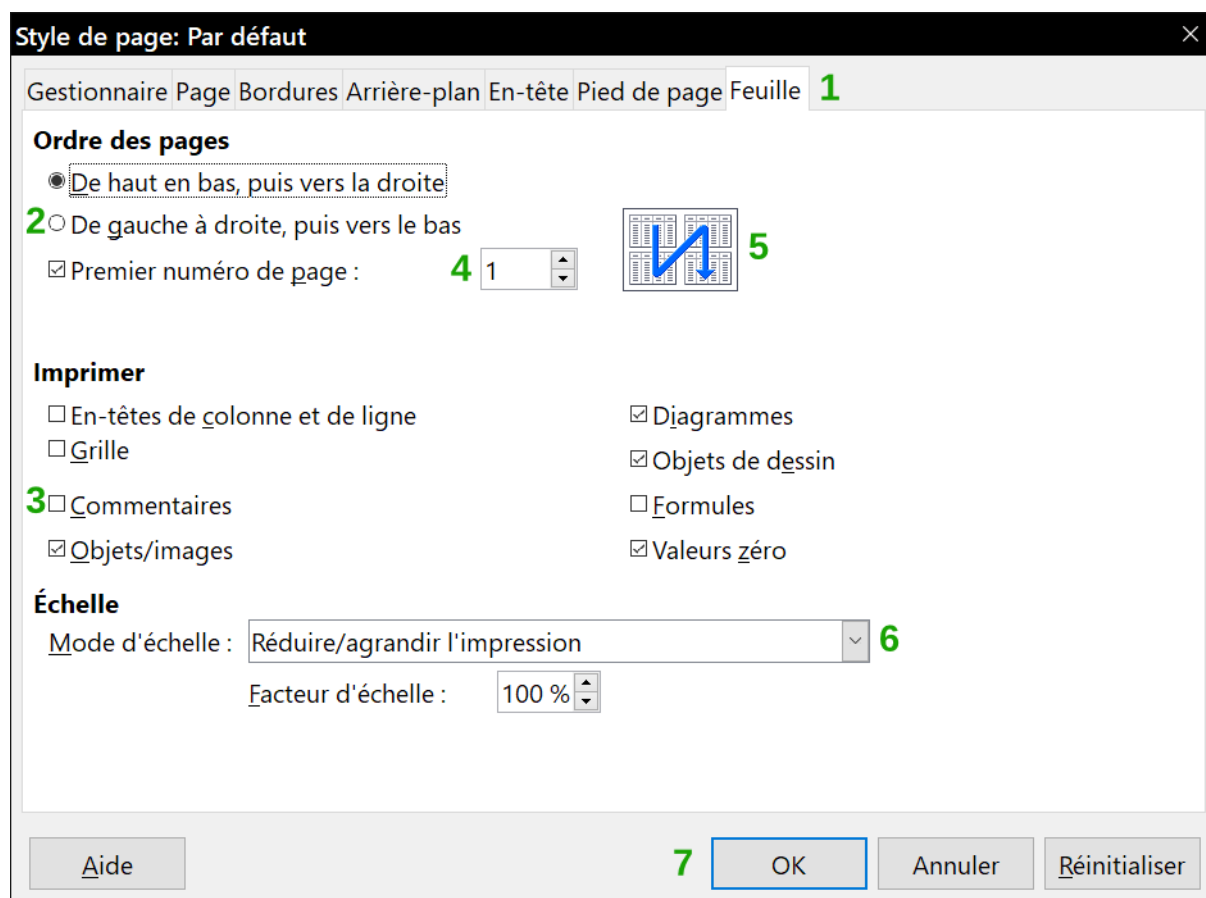 Style de page: Par défaut
Gestionnaire Page Bordures Arrière-plan En-tête Pied de page Feuille 1
Ordre des pages
De haut en bas, puis vers la droite
2 De gauche à droite, puis vers le bas
5
Premier numéro de page : 4 1
Imprimer
En-têtes de colonne et de ligne Diagrammes
Grille
Objets de dessin
3 Commentaires Formules
Objets/images Valeurs zéro
Échelle
Mode d'échelle : Réduire/agrandir l'impression 6
Facteur d'échelle : 100 %
Aide 7 OK Annuler Réinitialiser